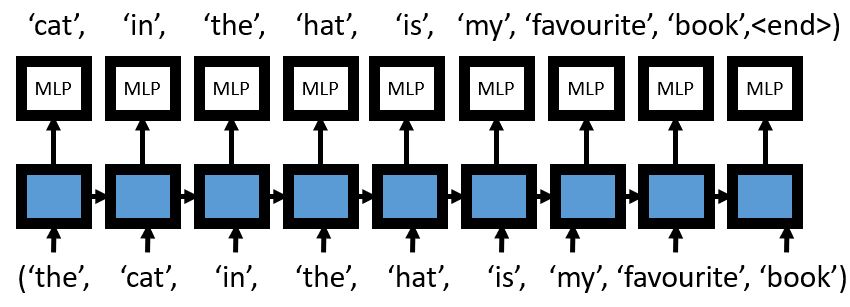 ‘cat’, ‘in’, ‘the’, ‘hat’, ‘is’, ‘my’, ‘favourite’, ‘book’,<end>)
MLP MLP MLP MLP MLP MLP MLP MLP MLP
(‘the’, ‘cat’, ‘in’, ‘the’, ‘hat’, ‘is’, ‘my’, ‘favourite’, ‘book’)